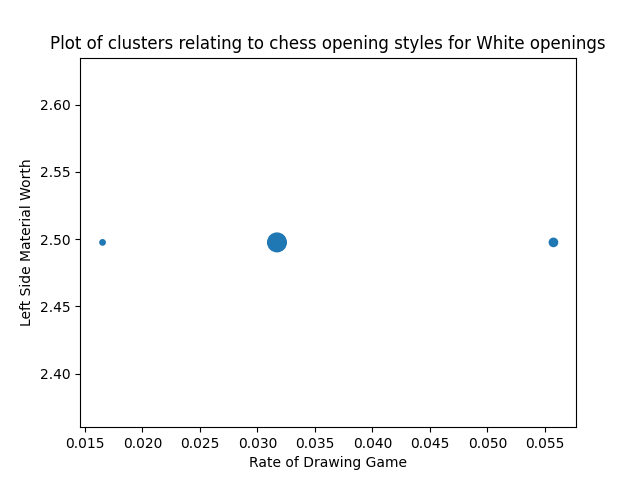 Plot of clusters relating to chess opening styles for White openings
2.60
2.55
2.50
2.45
2.40
Left Side Material Worth
0.015 0.020 0.025 0.030 0.035 0.040 0.045 0.050 0.055
Rate of Drawing Game